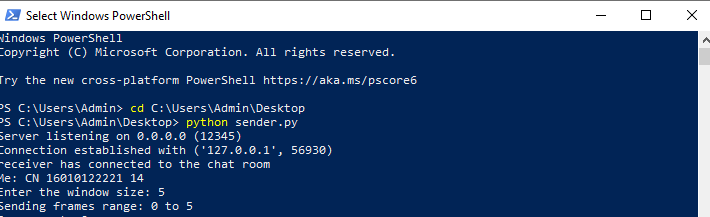 Select Windows PowerShell
Windows PowerShell
Copyright (C) Microsoft Corporation. All rights reserved.
Try the new cross-platform PowerShell https://aka.ms/pscore6
PS C:\Users\Admin> cd C:\Users\Admin\Desktop
PS C:\Users\Admin\Desktop> python sender.py
Server listening on 0.0.0.0 (12345)
Connection established with ('127.0.0.1', 56930)
receiver has connected to the chat room
Me: CN 16010122221 14
Enter the window size: 5
Sending frames range: 0 to 5